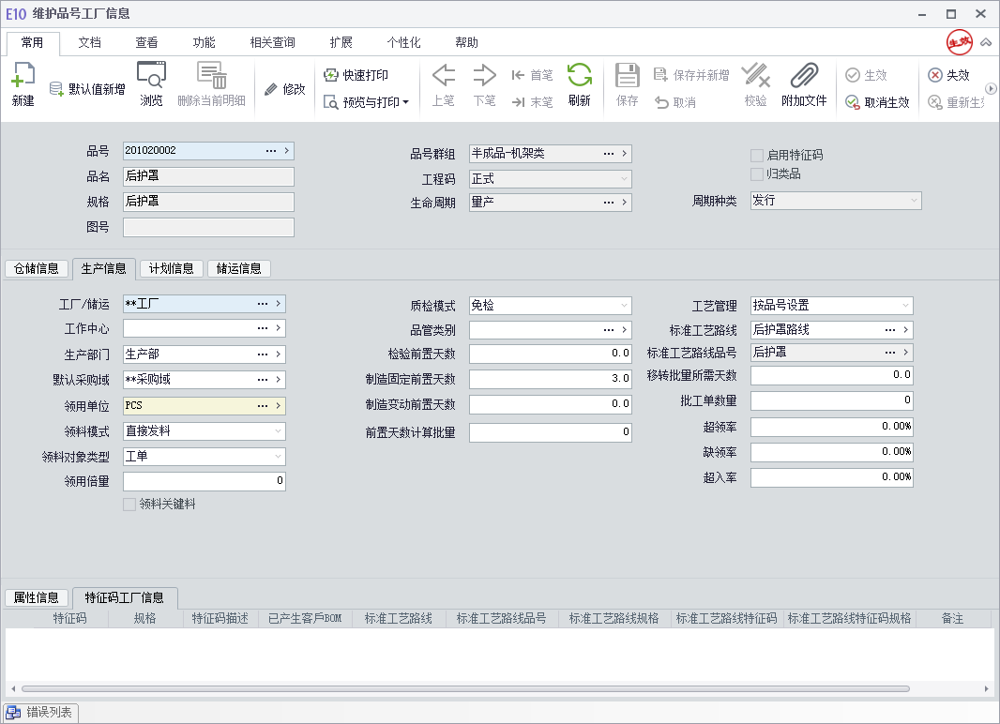 E10 维护品号工厂信息
常用 文档 查看 功能 相关查询 扩展 个性化 帮助 生效
新建 默认值新增 浏览 删除当前明细 修改 快速打印 预览与打印 上笔 下笔 首笔 末笔 刷新 保存 保存并新增 取消 校验 附加文件 生效 取消生效 失效 重新生
品号 201020002 品号群组 半成品-机架类 启用特征码
品名 后护罩 工程码 正式 归类品
规格 后护罩 生命周期 量产 周期种类 发行
图号
仓储信息 生产信息 计划信息 储运信息
工厂/储运 **工厂 质检模式 免检 工艺管理 按品号设置
工作中心 品管类别 标准工艺路线 后护罩路线
生产部门 生产部 检验前置天数 0.0 标准工艺路线品号 后护罩
默认采购域 **采购域 制造固定前置天数 3.0 移转批量所需天数 0.0
领用单位 PCS 制造变动前置天数 0.0 批工单数量 0
领料模式 直接发料 前置天数计算批量 0 超领率 0.00%
领料对象类型 工单 缺领率 0.00%
领用倍量 0 超入率 0.00%
领料关键料
属性信息 特征码工厂信息
特征码 规格 特征码描述 已产生客戶BOM 标准工艺路线 标准工艺路线品号 标准工艺路线规格 标准工艺路线特征码 标准工艺路线特征码规格 备注
错误列表